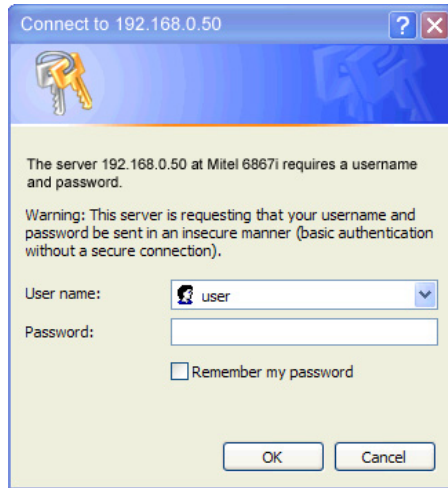 Connect to 192.168.0.50
The server 192.168.0.50 at Mitel 6867i requires a username
and password.
Warning: This server is requesting that your username and
password be sent in an insecure manner (basic authentication
without a secure connection).
User name:
user
Password:
Remember my password
OK
Cancel